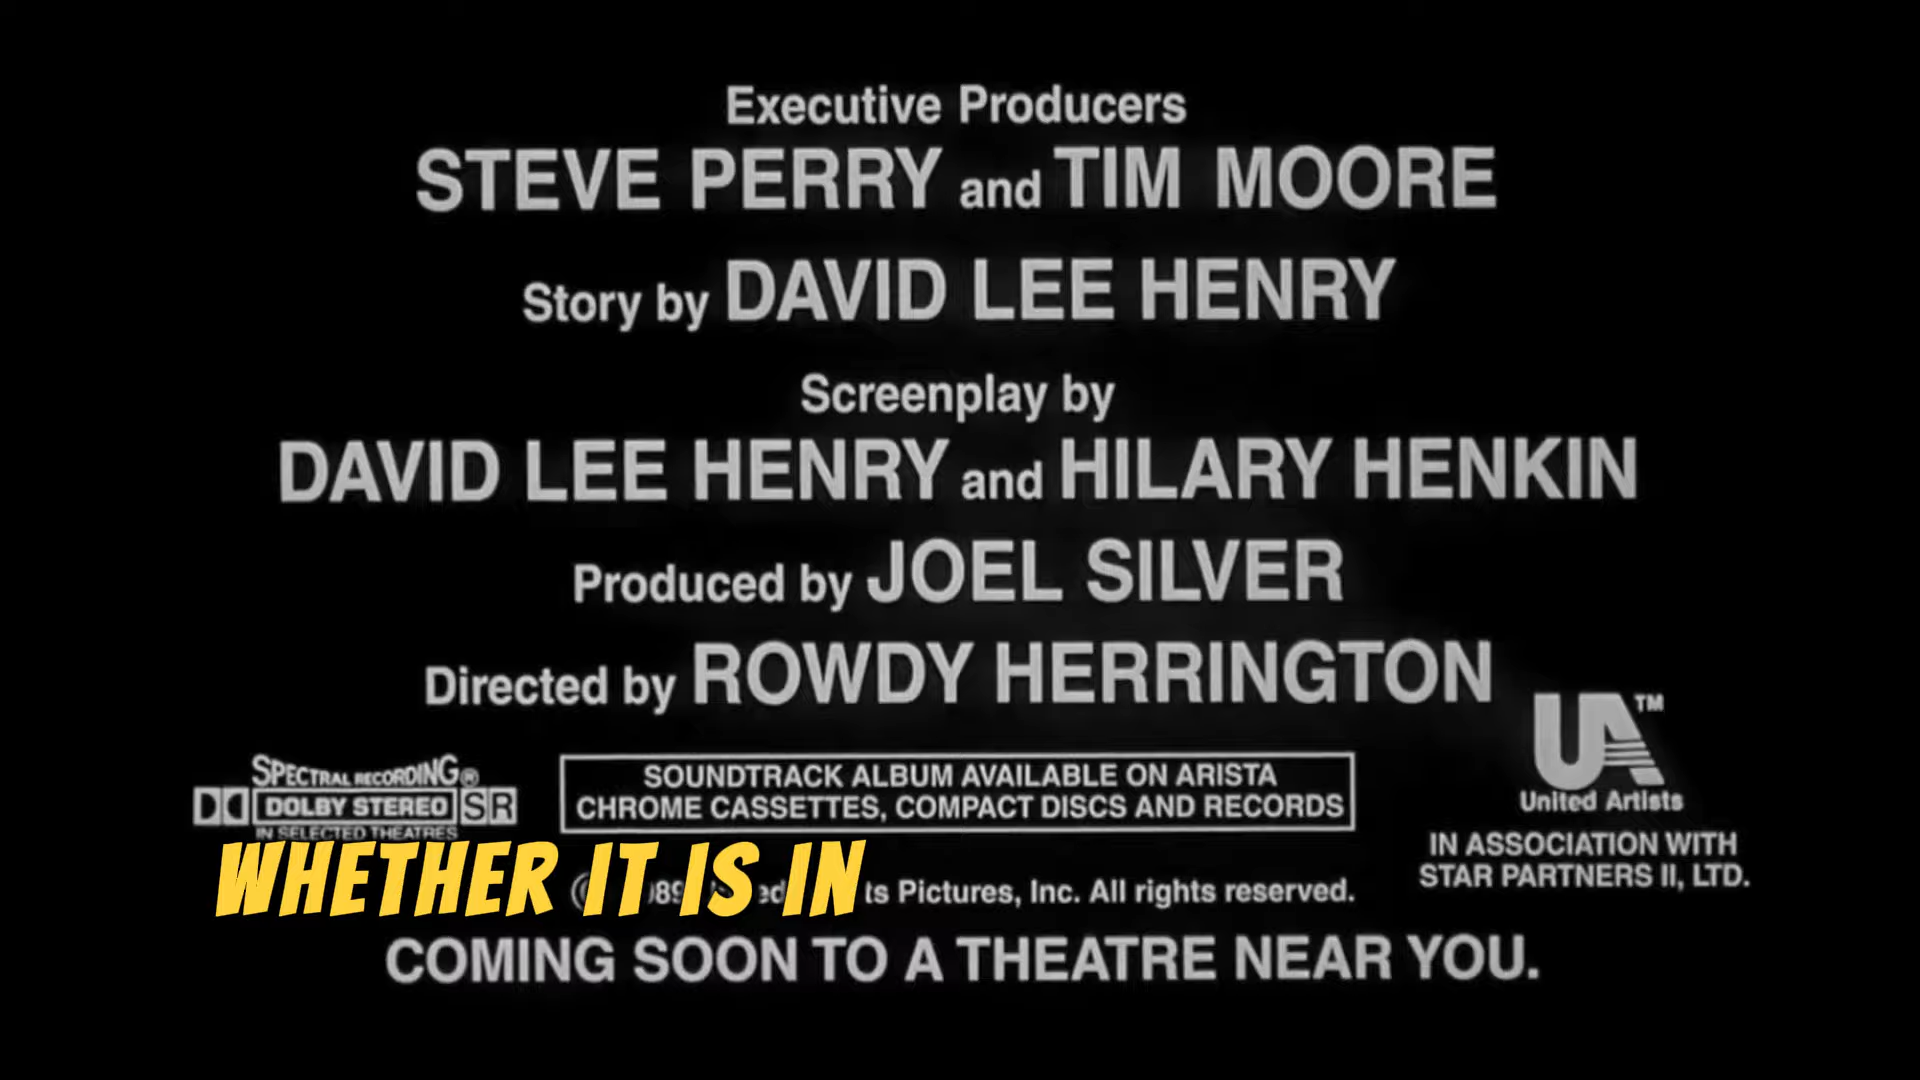 Executive Producers
STEVE PERRY and TIM MOORE
Story by DAVID LEE HENRY
Screenplay by
DAVID LEE HENRY and HILARY HENKIN
Produced by JOEL SILVER
Directed by ROWDY HERRINGTON
UA™
United Artists
SPECTRAL RECORDING®
DOLBY STEREO SR
IN SELECTED THEATRES
SOUNDTRACK ALBUM AVAILABLE ON ARISTA
CHROME CASSETTES, COMPACT DISCS AND RECORDS
IN ASSOCIATION WITH
STAR PARTNERS II, LTD.
WHETHER IT IS IN
Pictures, Inc. All rights reserved.
COMING SOON TO A THEATRE NEAR YOU.